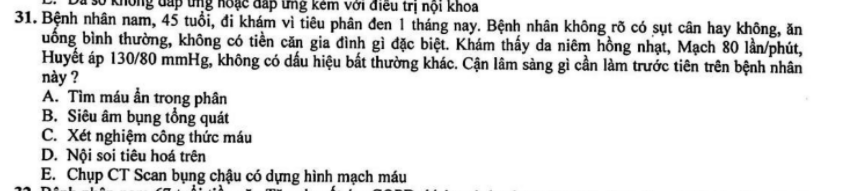 E. Đa số không đáp ứng hoặc đáp ứng kém với điều trị nội khoa
31. Bệnh nhân nam, 45 tuổi, đi khám vì tiêu phân đen 1 tháng nay. Bệnh nhân không rõ có sụt cân hay không, ăn
uống bình thường, không có tiền căn gia đình gì đặc biệt. Khám thấy da niêm hồng nhạt, Mạch 80 lần/phút,
Huyết áp 130/80 mmHg, không có dấu hiệu bất thường khác. Cận lâm sàng gì cần làm trước tiên trên bệnh nhân
này ?
A. Tìm máu ẩn trong phân
B. Siêu âm bụng tổng quát
C. Xét nghiệm công thức máu
D. Nội soi tiêu hoá trên
E. Chụp CT Scan bụng chậu có dựng hình mạch máu